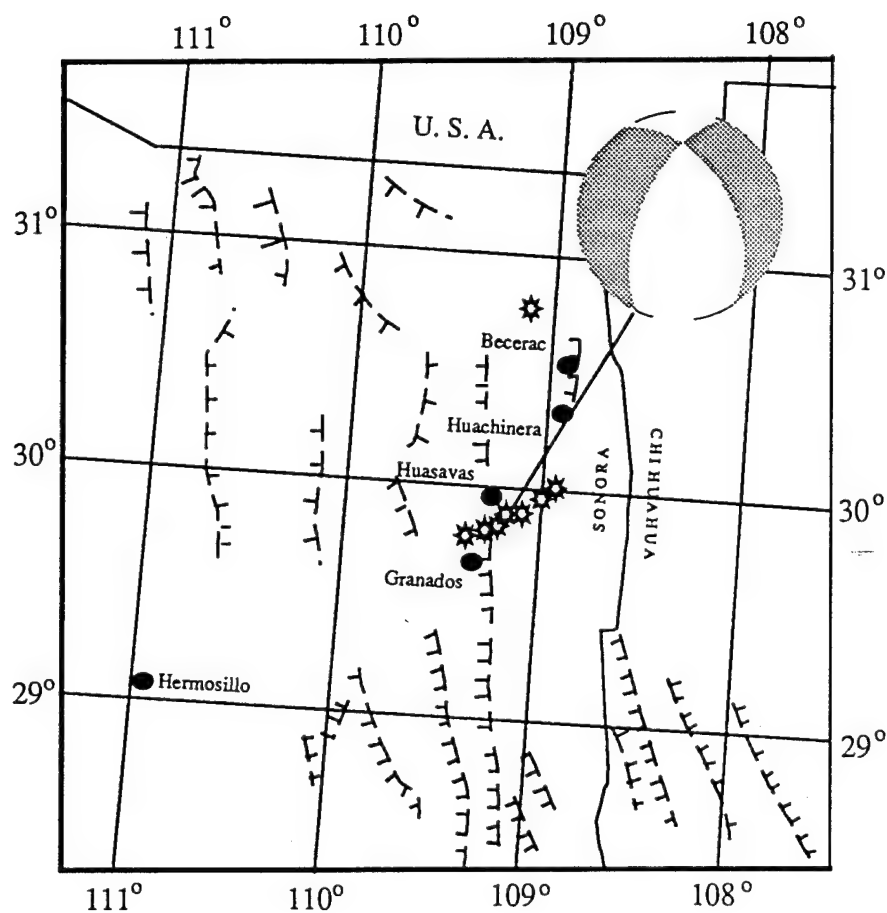 111° 110° 109° 108°
U. S. A.
31°
31°
Becerac
Huachinera
Huasavas
30°
30°
SONORA
CHIHUAHUA
Granados
Hermosillo
29°
29°
111° 110° 109° 108°